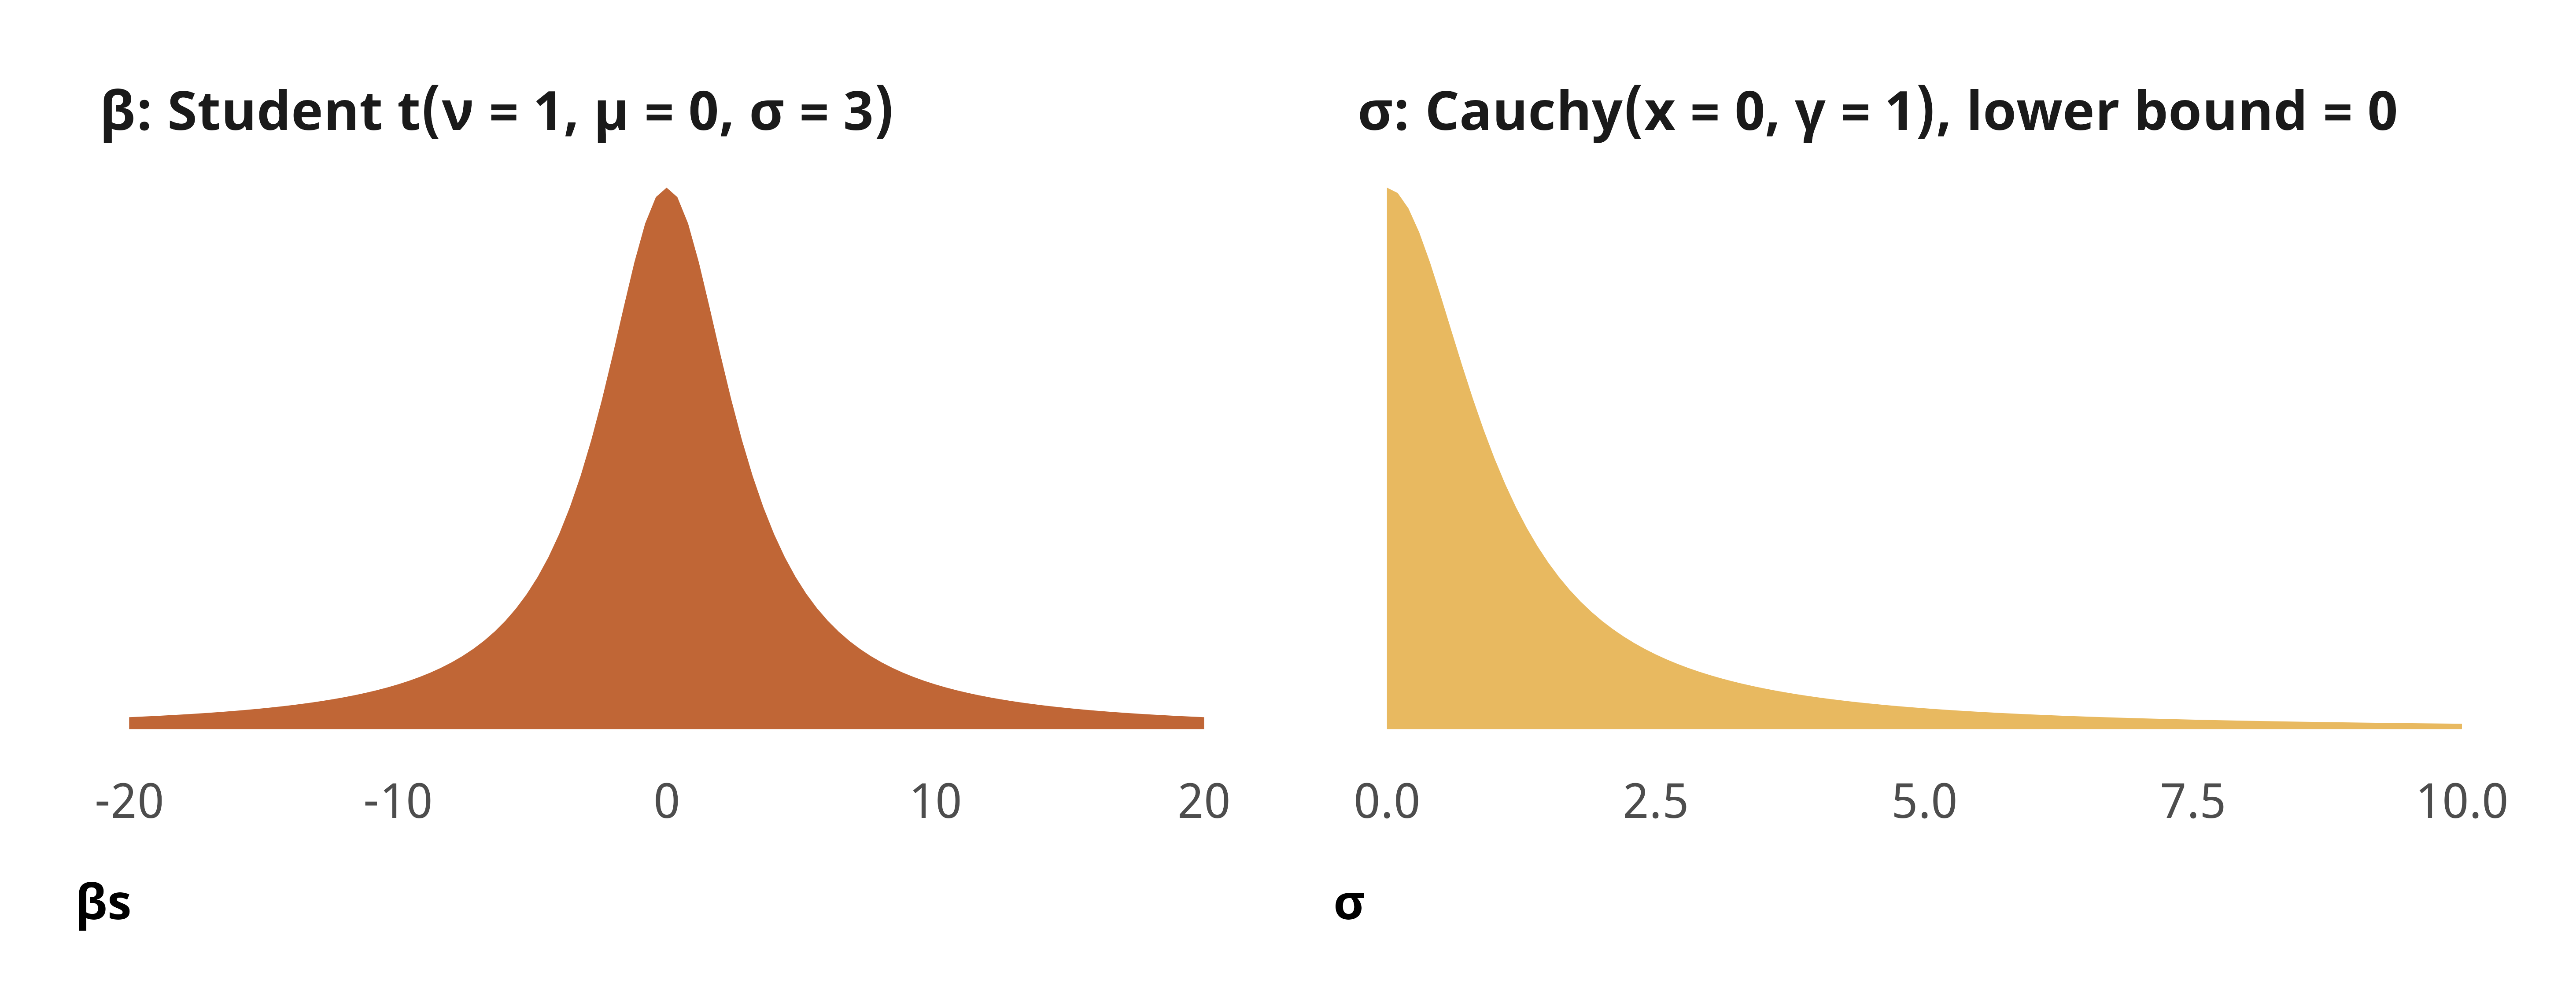 β: Student t(ν = 1, μ = 0, σ = 3)
-20 -10 0 10 20
βs
σ: Cauchy(x = 0, γ = 1), lower bound = 0
0.0 2.5 5.0 7.5 10.0
σ